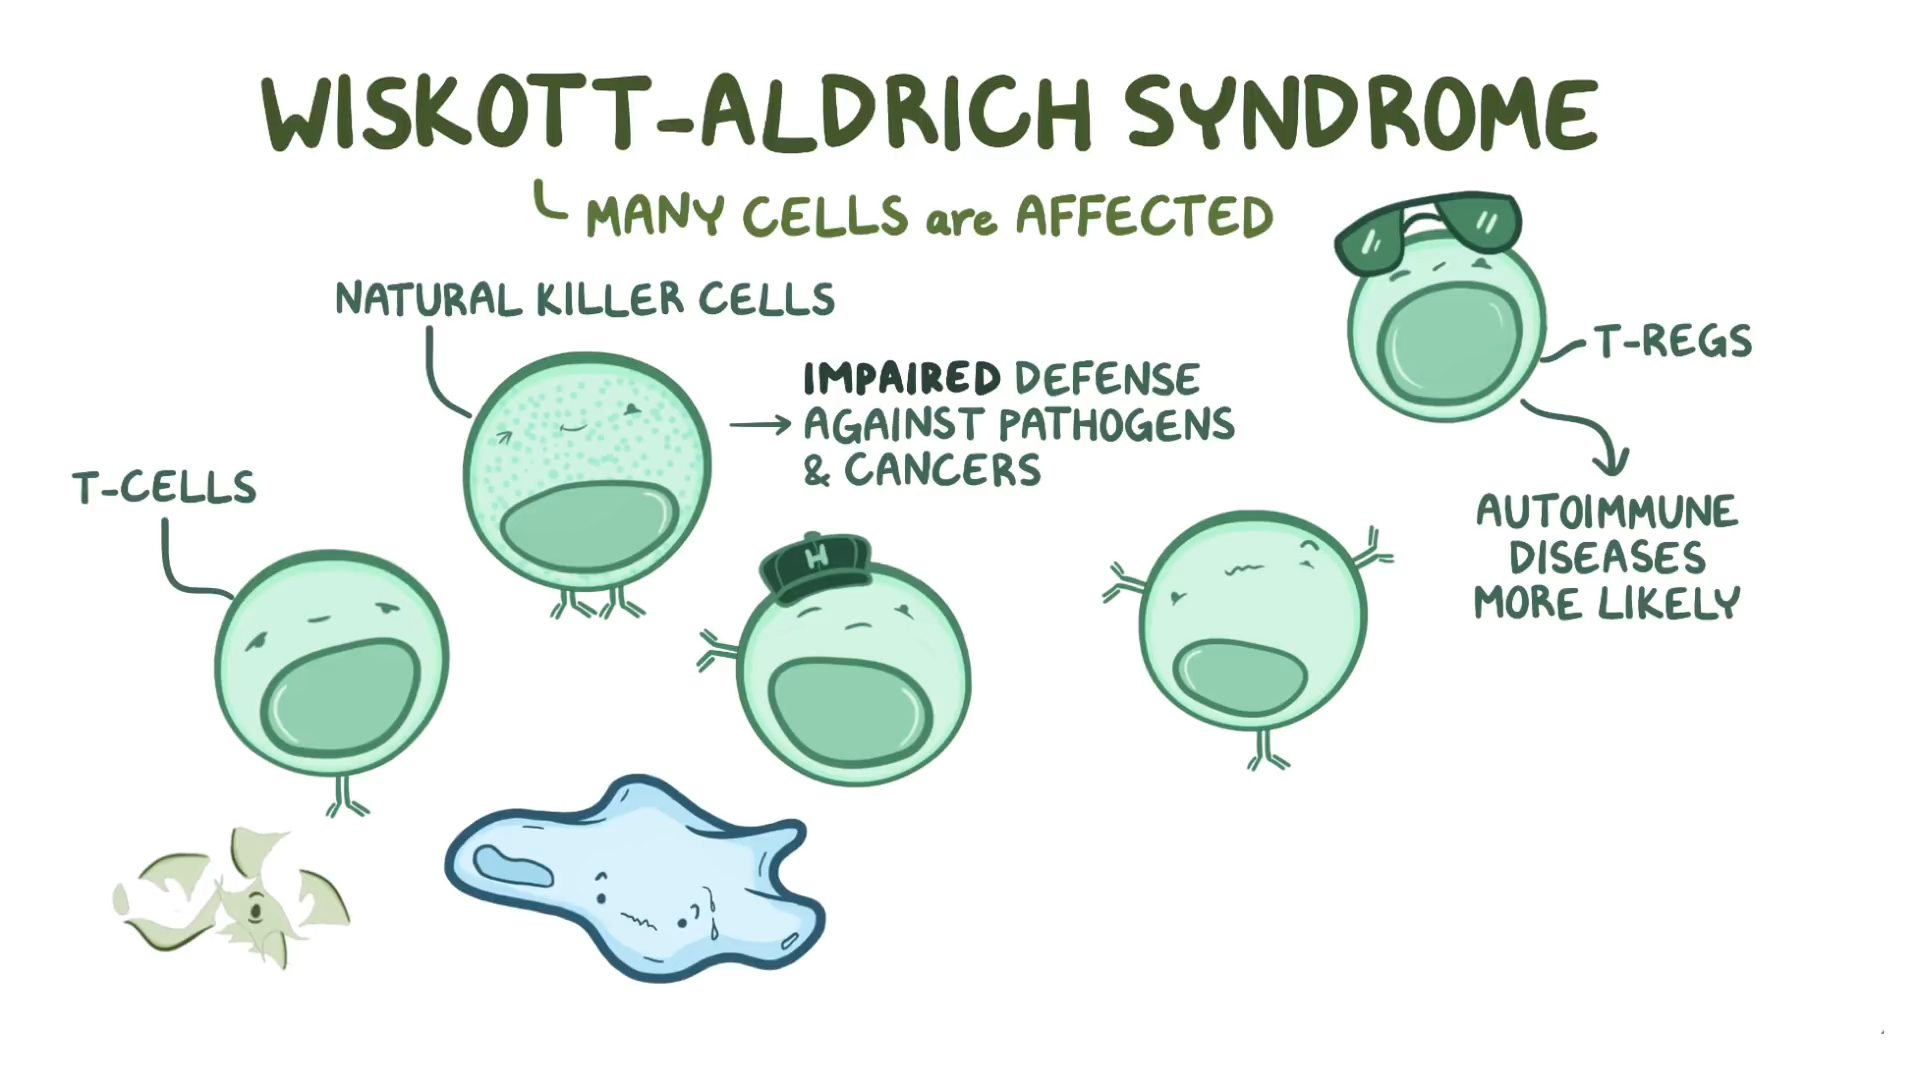 WISKOTT-ALDRICH SYNDROME
MANY CELLS are AFFECTED
NATURAL KILLER CELLS
IMPAIRED DEFENSE
AGAINST PATHOGENS
& CANCERS
T-CELLS
H
T-REGS
AUTOIMMUNE
DISEASES
MORE LIKELY